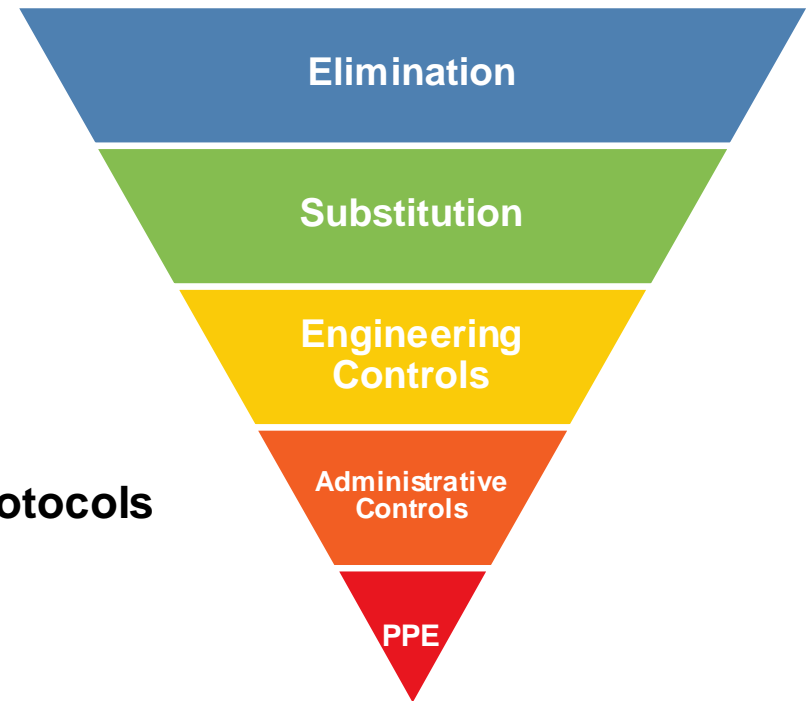 Elimination
Substitution
Engineering
Controls
otocols
Administrative
Controls
PPE